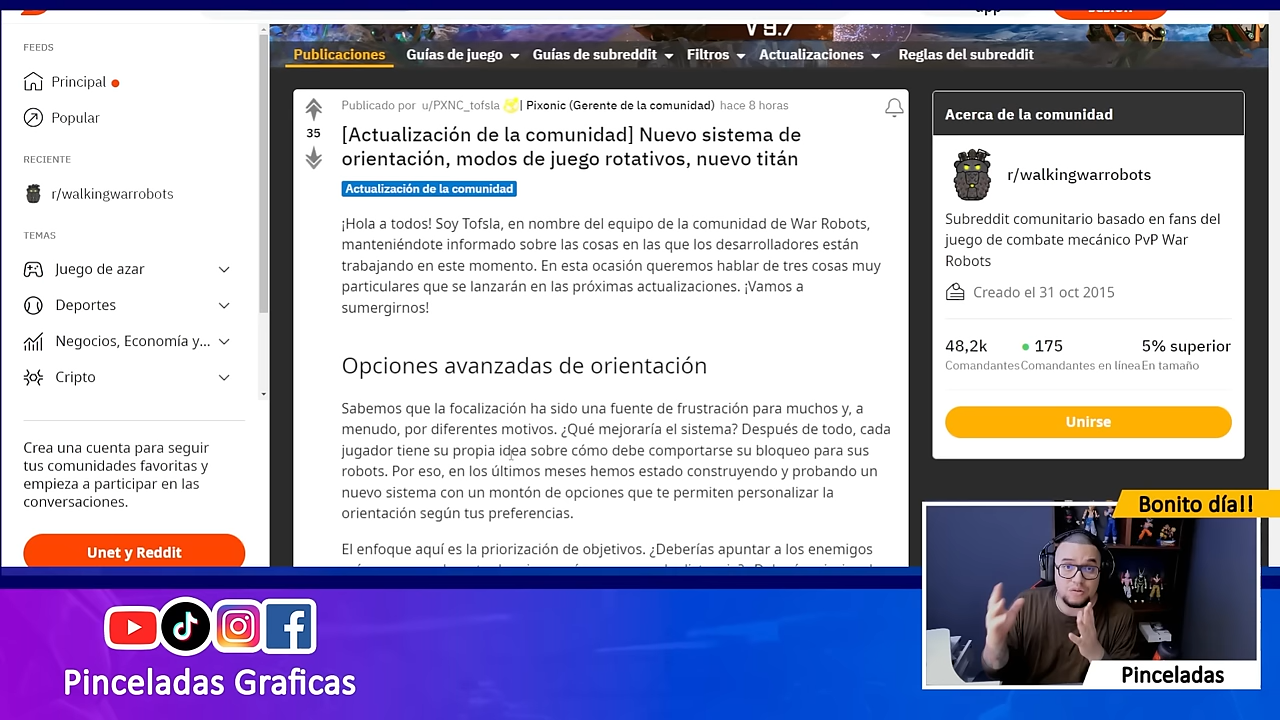 V 9.7
FEEDS
Principal
Popular
RECIENTE
r/walkingwarrobots
TEMAS
Juego de azar
Deportes
Negocios, Economía y...
Cripto
Crea una cuenta para seguir
tus comunidades favoritas y
empieza a participar en las
conversaciones.
Unet y Reddit
Publicaciones Guías de juego Guías de subreddit Filtros Actualizaciones Reglas del subreddit
Publicado por u/PXNC_tofsla | Pixonic (Gerente de la comunidad) hace 8 horas
35
[Actualización de la comunidad] Nuevo sistema de
orientación, modos de juego rotativos, nuevo titán
Actualización de la comunidad
¡Hola a todos! Soy Tofsla, en nombre del equipo de la comunidad de War Robots,
manteniéndote informado sobre las cosas en las que los desarrolladores están
trabajando en este momento. En esta ocasión queremos hablar de tres cosas muy
particulares que se lanzarán en las próximas actualizaciones. ¡Vamos a
sumergirnos!
Opciones avanzadas de orientación
Sabemos que la focalización ha sido una fuente de frustración para muchos y, a
menudo, por diferentes motivos. ¿Qué mejoraría el sistema? Después de todo, cada
jugador tiene su propia idea sobre cómo debe comportarse su bloqueo para sus
robots. Por eso, en los últimos meses hemos estado construyendo y probando un
nuevo sistema con un montón de opciones que te permiten personalizar la
orientación según tus preferencias.
El enfoque aquí es la priorización de objetivos. ¿Deberías apuntar a los enemigos
Acerca de la comunidad
r/walkingwarrobots
Subreddit comunitario basado en fans del
juego de combate mecánico PvP War
Robots
Creado el 31 oct 2015
48,2k 175 5% superior
Comandantes Comandantes en línea En tamaño
Unirse
Bonito día!!
Pinceladas
Pinceladas Graficas